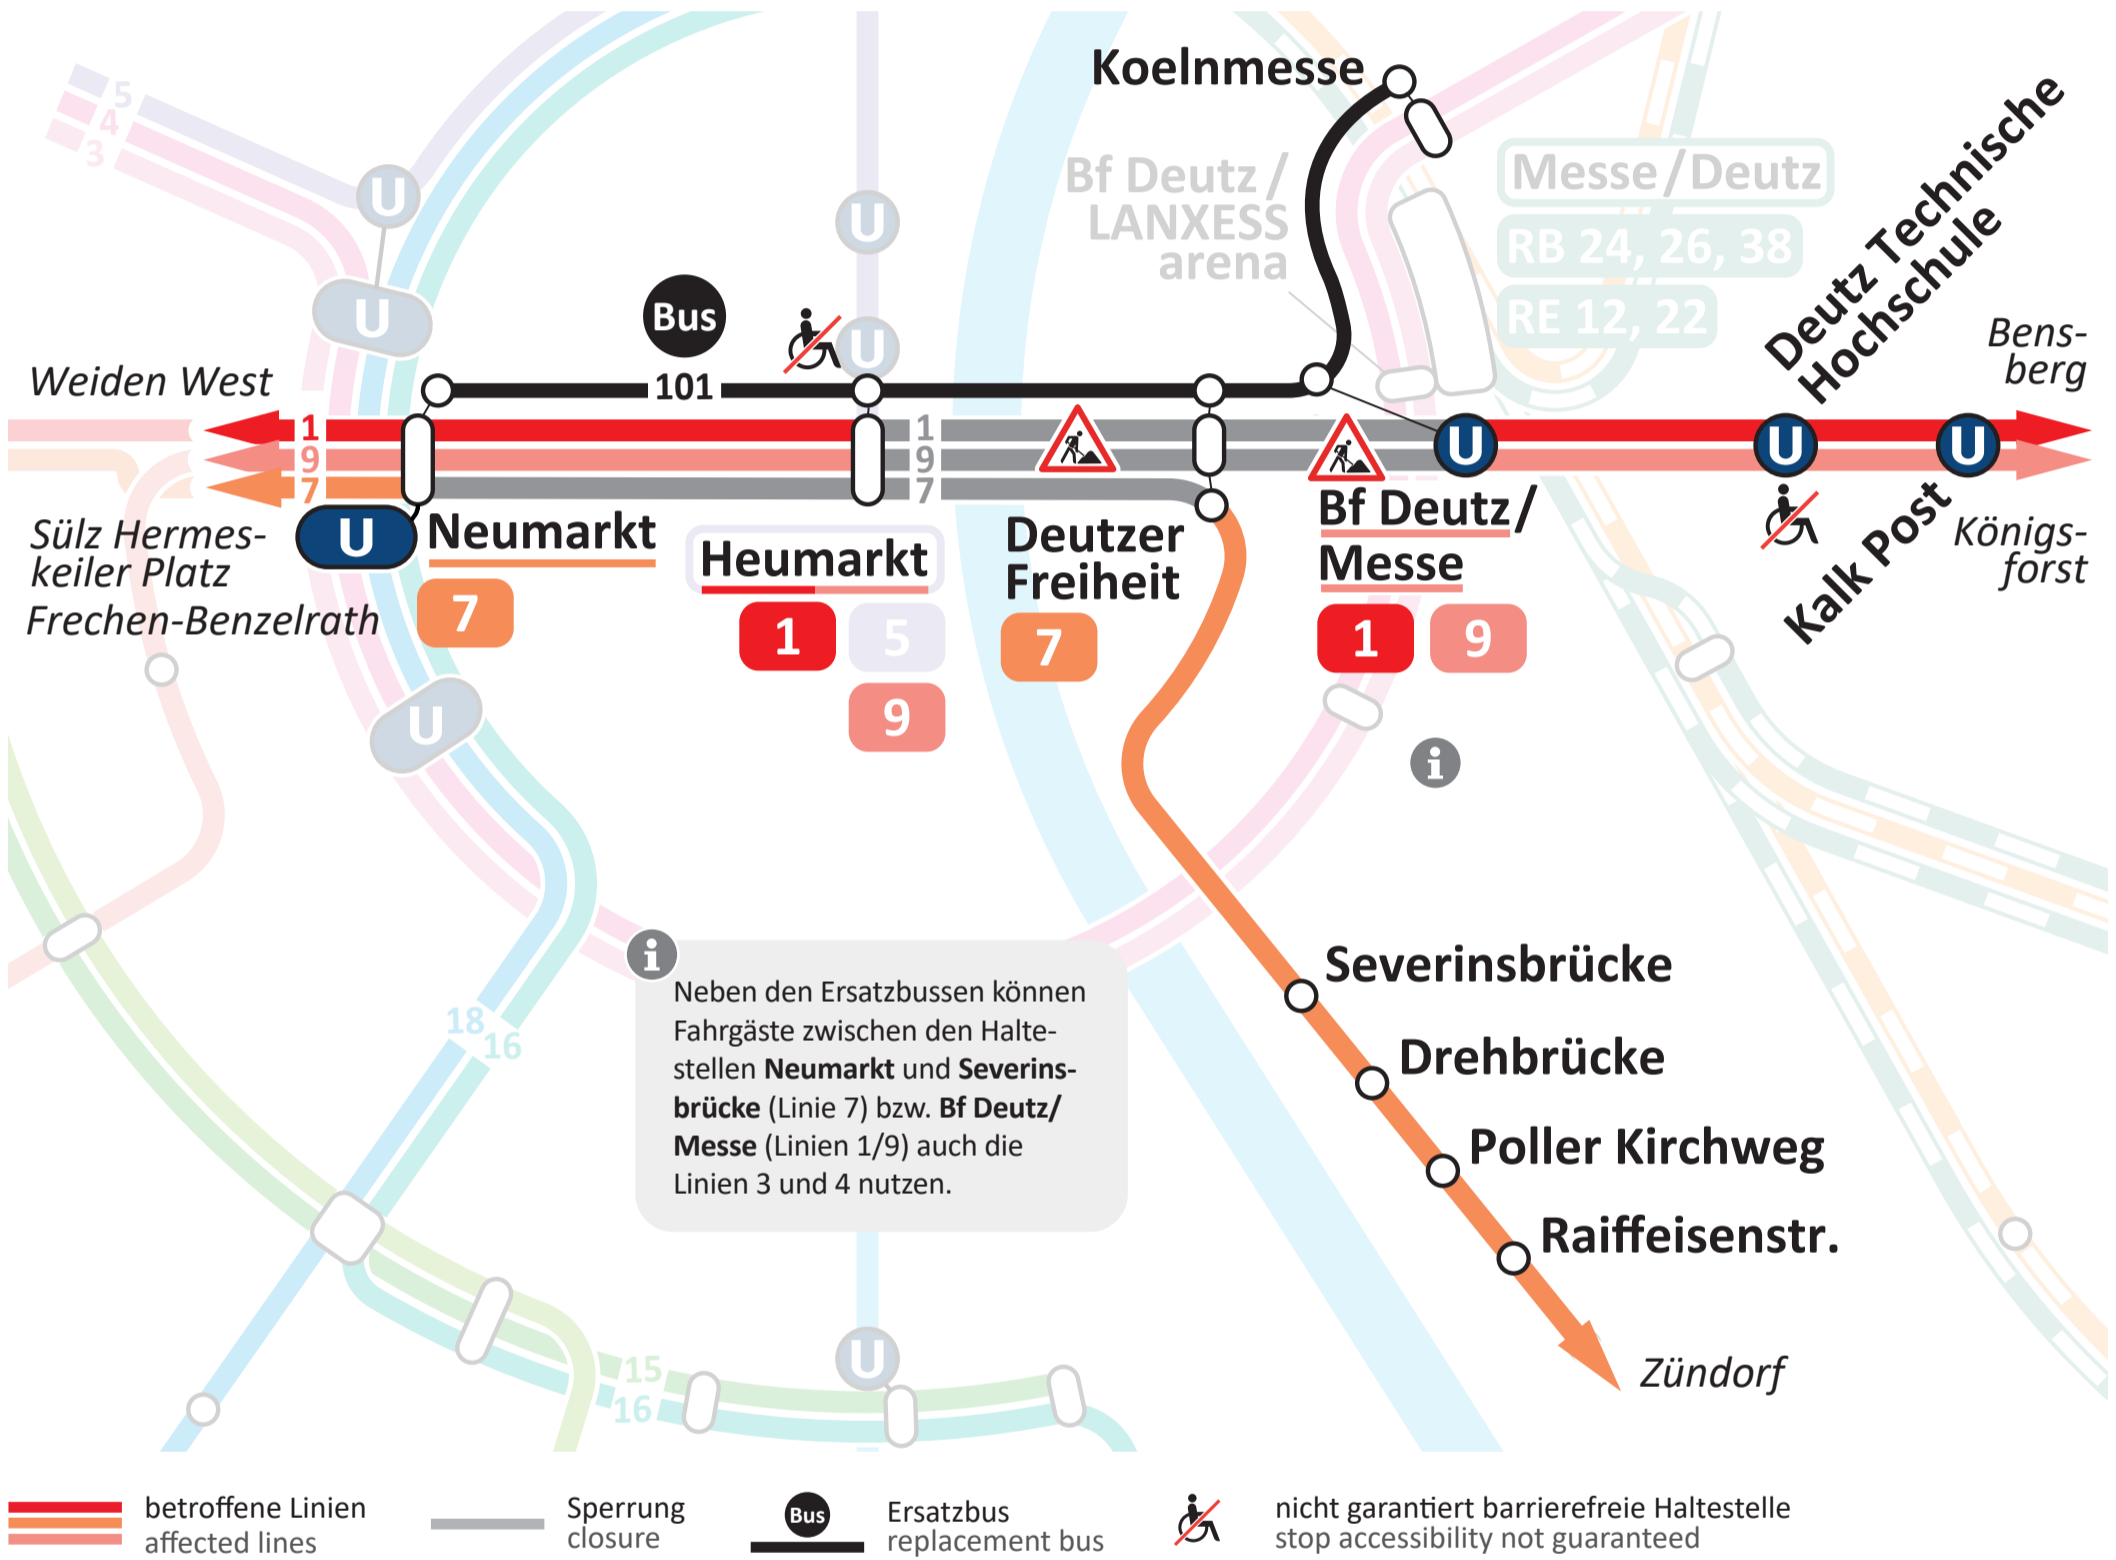 5
4
3
U
U
U
U
Koelnmesse
Bf Deutz /
LANXESS
arena
Messe / Deutz
RB 24, 26, 38
RE 12, 22
Deutz Technische
Hochschule
Bens-
berg
Bus
101
Weiden West
1
9
7
1
9
7
U
U
U
U
Neumarkt
7
Heumarkt
1
5
9
Deutzer
Freiheit
7
Bf Deutz/
Messe
1
9
Kalk Post
Königs-
forst
Sülz Hermes-
keiler Platz
Frechen-Benzelrath
U
i
i
Neben den Ersatzbussen können
Fahrgäste zwischen den Halte-
stellen Neumarkt und Severins-
brücke (Linie 7) bzw. Bf Deutz/
Messe (Linien 1/9) auch die
Linien 3 und 4 nutzen.
18
16
Severinsbrücke
Drehbrücke
Poller Kirchweg
Raiffeisenstr.
Zündorf
U
15
16
betroffene Linien
affected lines
Sperrung
closure
Bus
Ersatzbus
replacement bus
nicht garantiert barrierefreie Haltestelle
stop accessibility not guaranteed